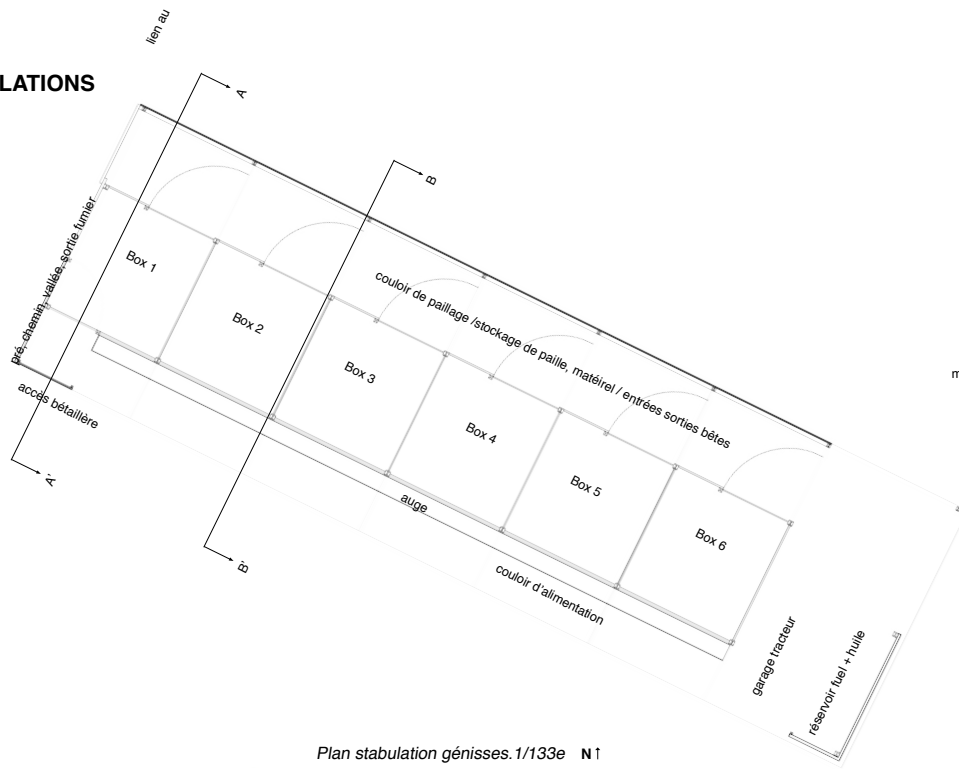 lien au
LATIONS
A
B
pré, chemin, vallée, sortie fumier
Box 1
Box 2
couloir de paillage /stockage de paille, matéirel / entrées sorties bêtes
Box 3
m
accès bétaillère
Box 4
A'
auge
Box 5
Box 6
B'
couloir d'alimentation
garage tracteur
réservoir fuel + huile
Plan stabulation génisses.1/133e N↑